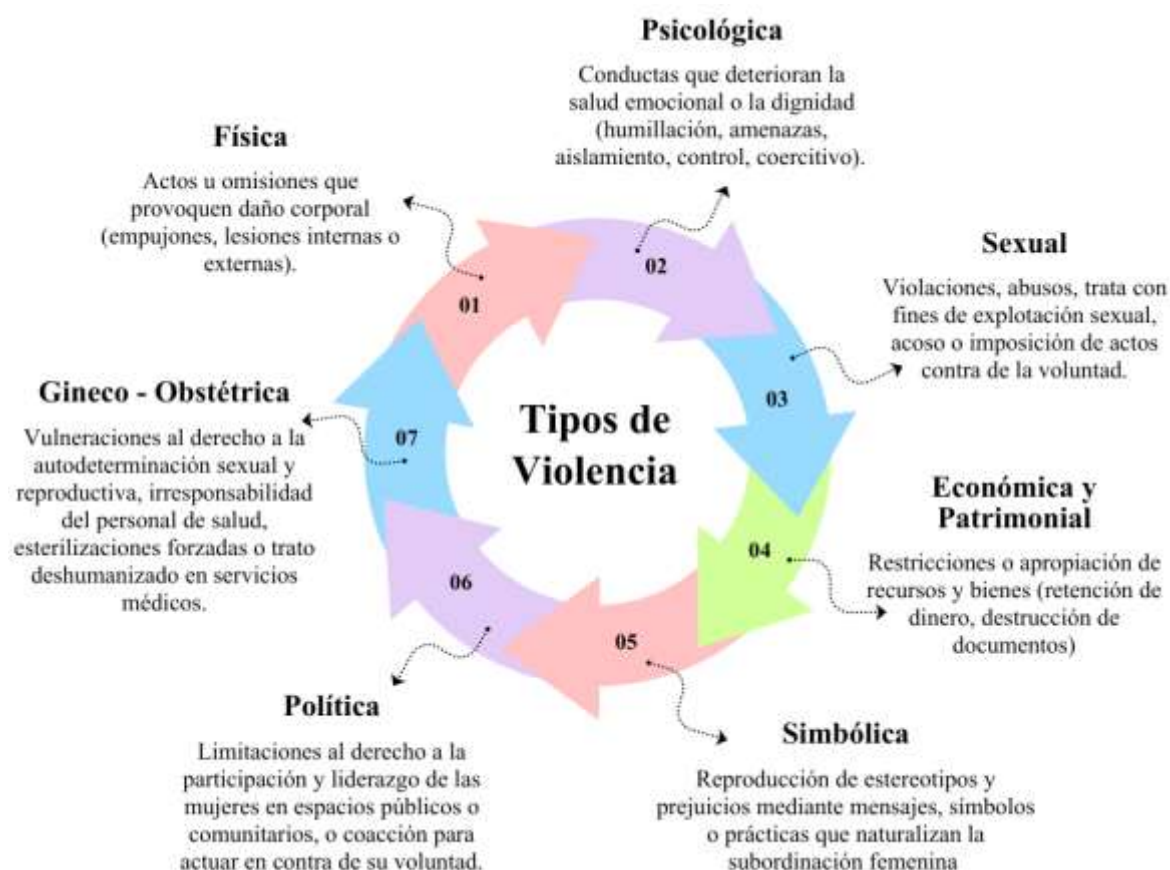 Tipos de
Violencia
01
Física
Actos u omisiones que
provoquen daño corporal
(empujones, lesiones internas o
externas).
02
Psicológica
Conductas que deterioran la
salud emocional o la dignidad
(humillación, amenazas,
aislamiento, control, coercitivo).
03
Sexual
Violaciones, abusos, trata con
fines de explotación sexual,
acoso o imposición de actos
contra de la voluntad.
04
Económica y
Patrimonial
Restricciones o apropiación de
recursos y bienes (retención de
dinero, destrucción de
documentos)
05
Simbólica
Reproducción de estereotipos y
prejuicios mediante mensajes, símbolos
o prácticas que naturalizan la
subordinación femenina
06
Política
Limitaciones al derecho a la
participación y liderazgo de las
mujeres en espacios públicos o
comunitarios, o coacción para
actuar en contra de su voluntad.
07
Gineco - Obstétrica
Vulneraciones al derecho a la
autodeterminación sexual y
reproductiva, irresponsabilidad
del personal de salud,
esterilizaciones forzadas o trato
deshumanizado en servicios
médicos.